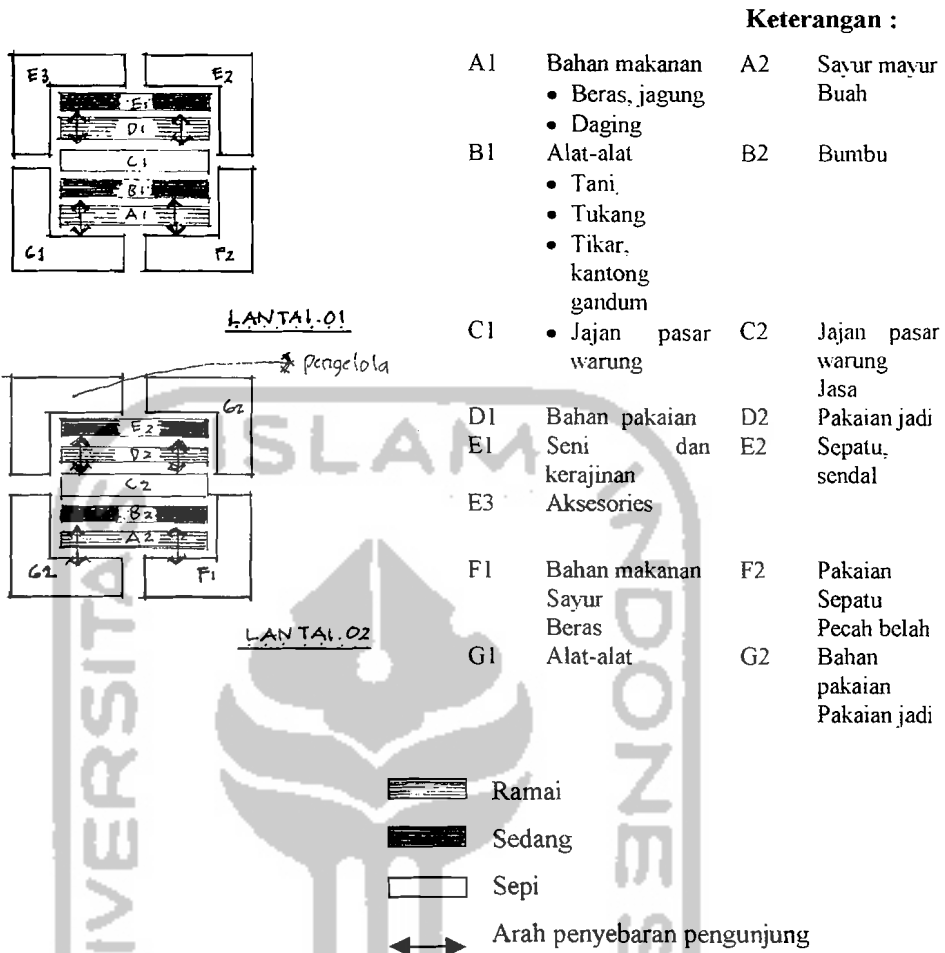 Keterangan :
E3 E2
E1
D1
C1
B1
A1
G1 F2
LANTAI.01
pengelola
G2
E2
D2
C2
B2
A2
G2 F1
LANTAI.02
A1 Bahan makanan A2 Sayur mayur
• Beras, jagung Buah
• Daging
B1 Alat-alat B2 Bumbu
• Tani,
• Tukang
• Tikar,
kantong
gandum
C1 • Jajan pasar C2 Jajan pasar
warung warung
Jasa
D1 Bahan pakaian D2 Pakaian jadi
E1 Seni dan E2 Sepatu,
kerajinan sendal
E3 Aksesories
F1 Bahan makanan F2 Pakaian
Sayur Sepatu
Beras Pecah belah
G1 Alat-alat G2 Bahan
pakaian
Pakaian jadi
Ramai
Sedang
Sepi
Arah penyebaran pengunjung
ISLAM
UNIVERSITAS
INDONES